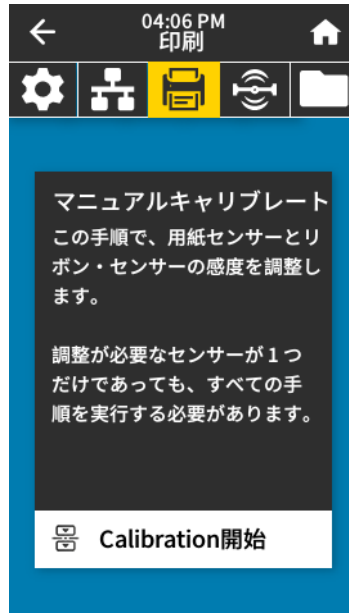 04:06 PM
印刷
マニュアルキャリブレート
この手順で、用紙センサーとリ
ボン・センサーの感度を調整し
ます。
調整が必要なセンサーが１つ
だけであっても、すべての手
順を実行する必要があります。
Calibration開始